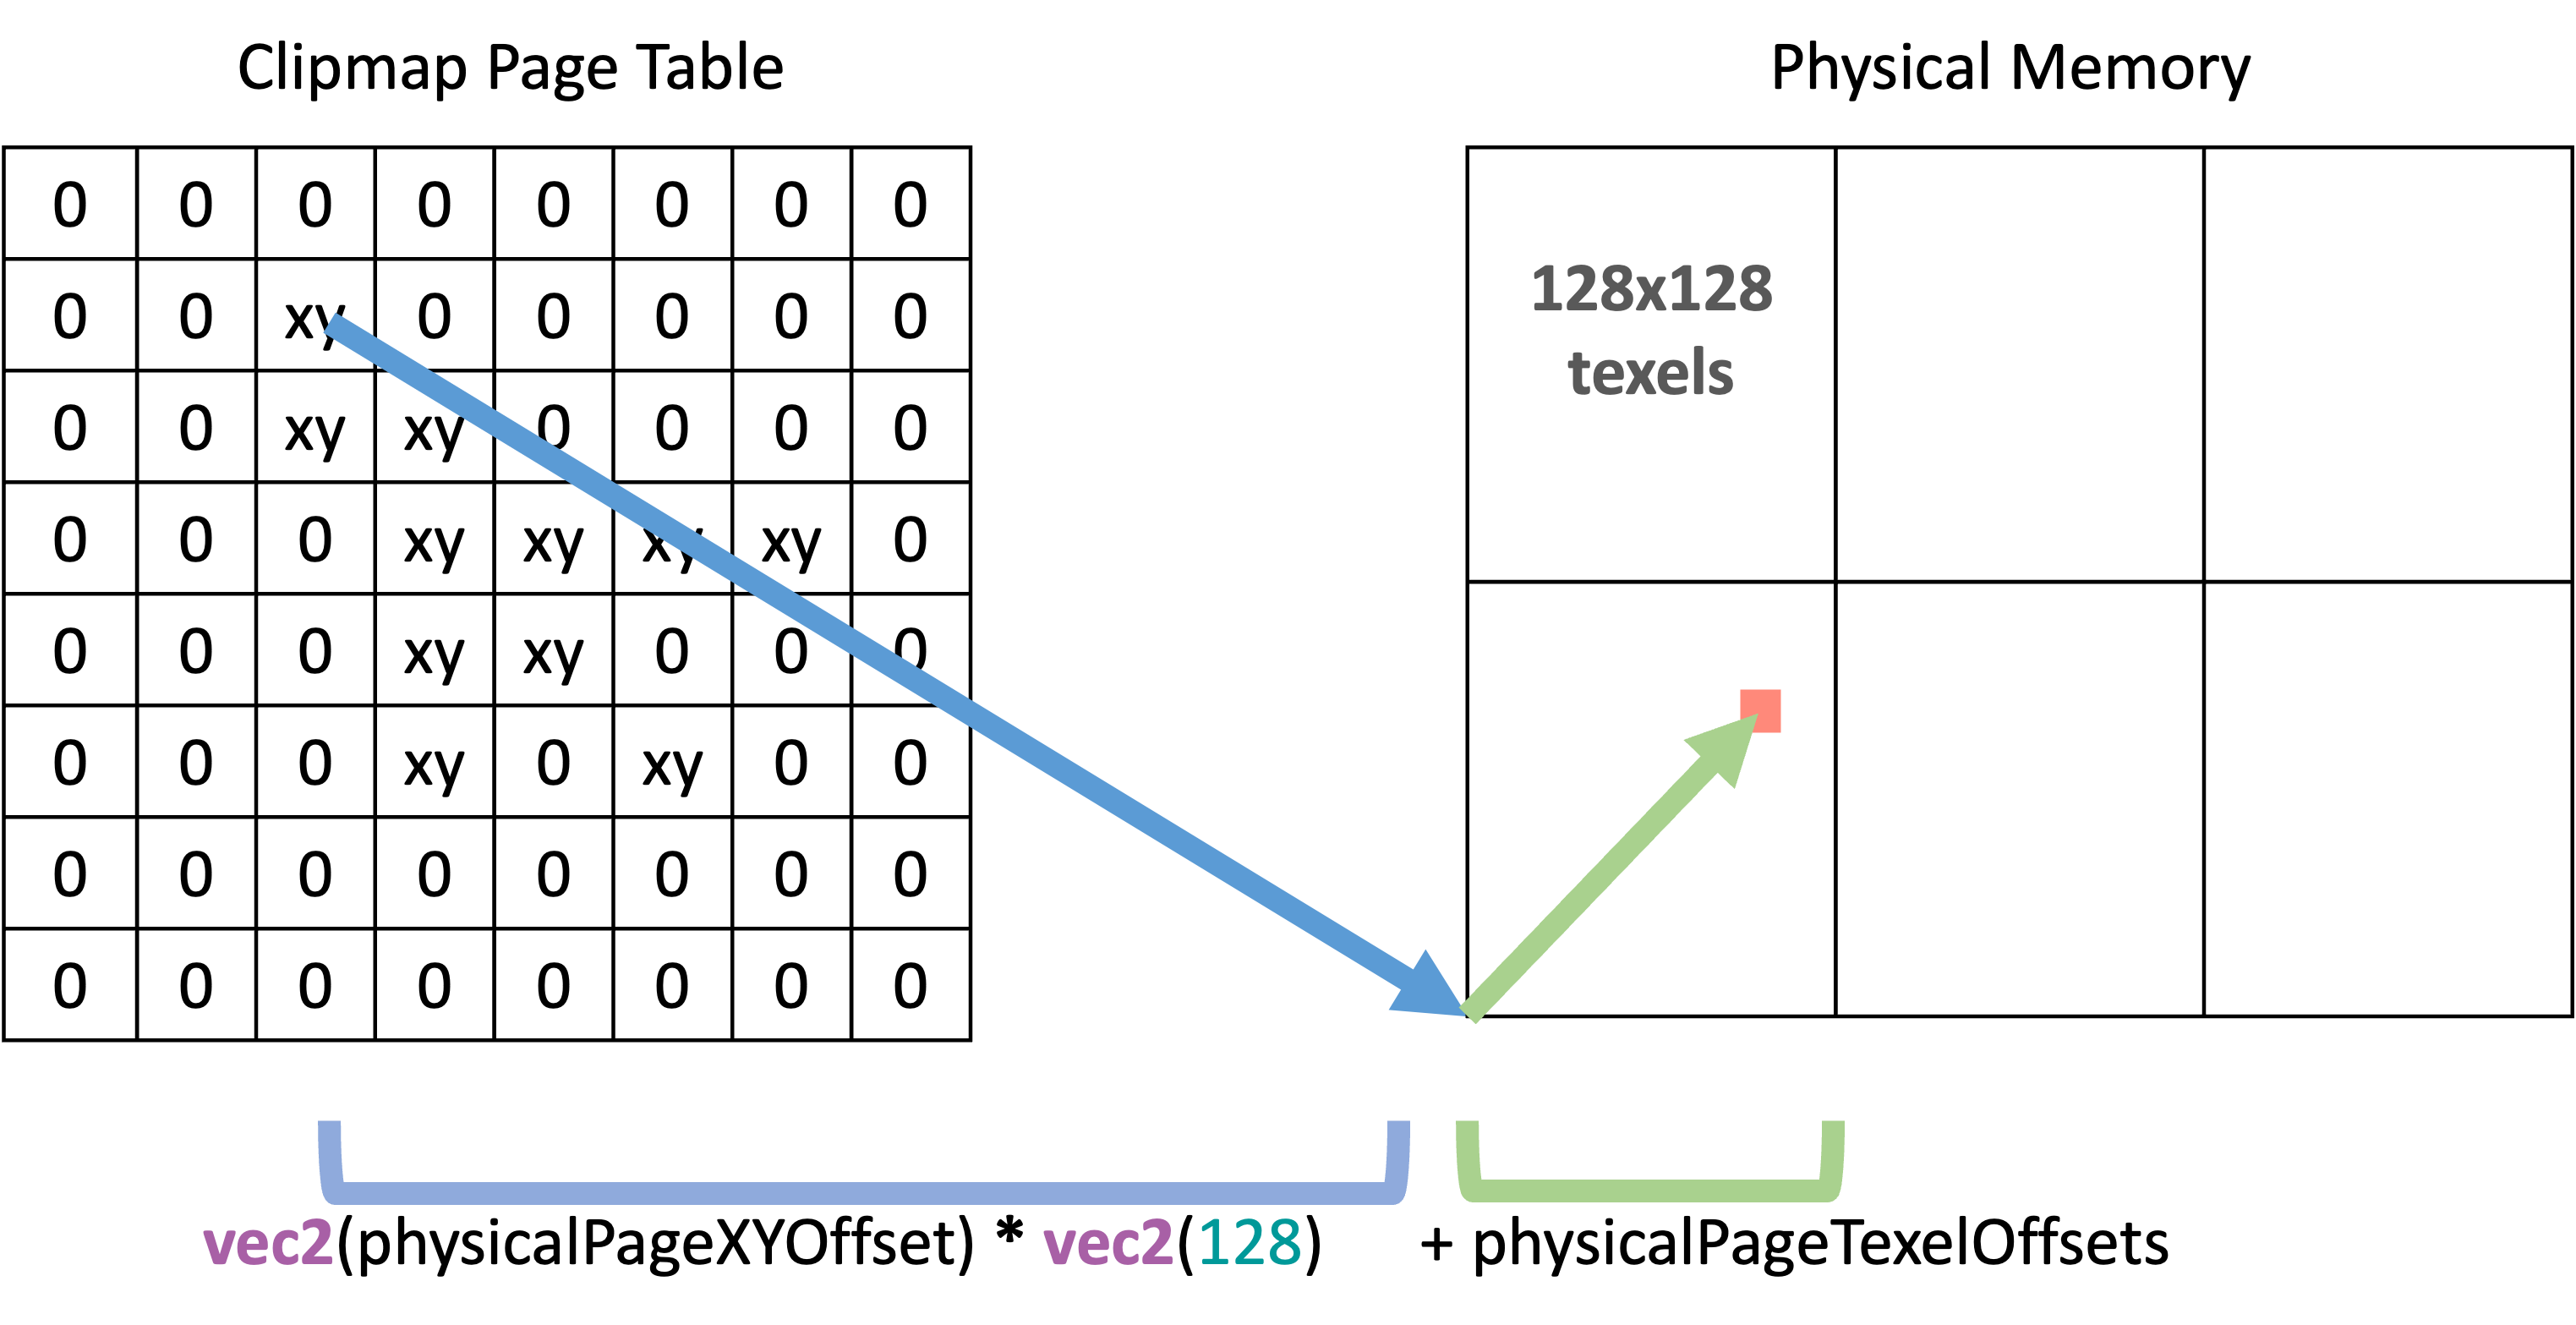 Clipmap Page Table
Physical Memory
0 0 0 0 0 0 0 0
0 0 xy 0 0 0 0 0
0 0 xy xy 0 0 0 0
0 0 0 xy xy xy xy 0
0 0 0 xy xy 0 0 0
0 0 0 xy 0 xy 0 0
0 0 0 0 0 0 0 0
0 0 0 0 0 0 0 0
128x128
texels
vec2(physicalPageXYOffset) * vec2(128) + physicalPageTexelOffsets